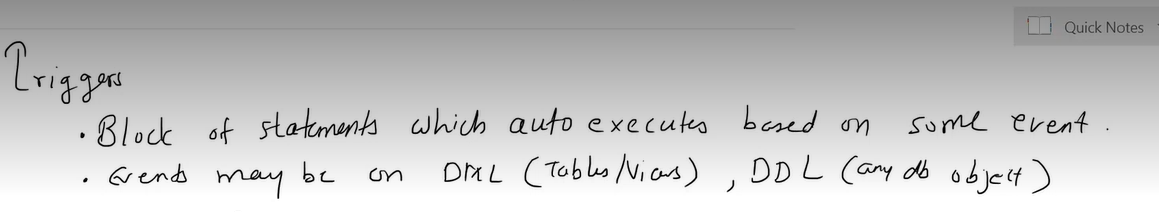 Quick Notes
Triggers
• Block of statements which auto executes based on some event.
• Events may be on DML (Tables/Views), DDL (any db object)